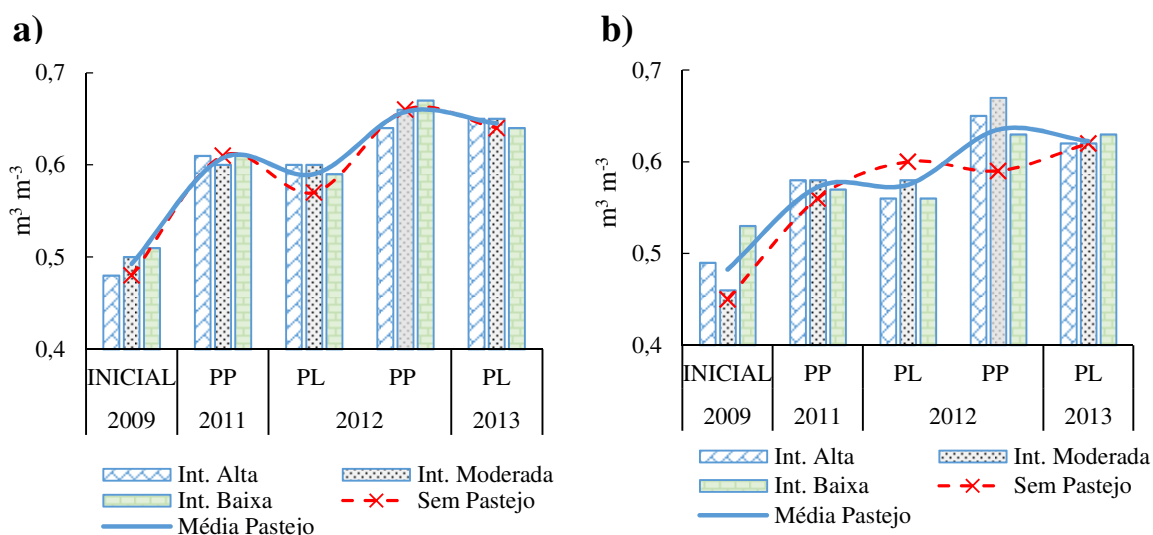 a)
0,7
0,6
0,5
0,4
m³ m⁻³
INICIAL PP PL PP PL
2009 2011 2012 2013
Int. Alta Int. Moderada
Int. Baixa Sem Pastejo
Média Pastejo
b)
0,7
0,6
0,5
0,4
m³ m⁻³
INICIAL PP PL PP PL
2009 2011 2012 2013
Int. Alta Int. Moderada
Int. Baixa Sem Pastejo
Média Pastejo